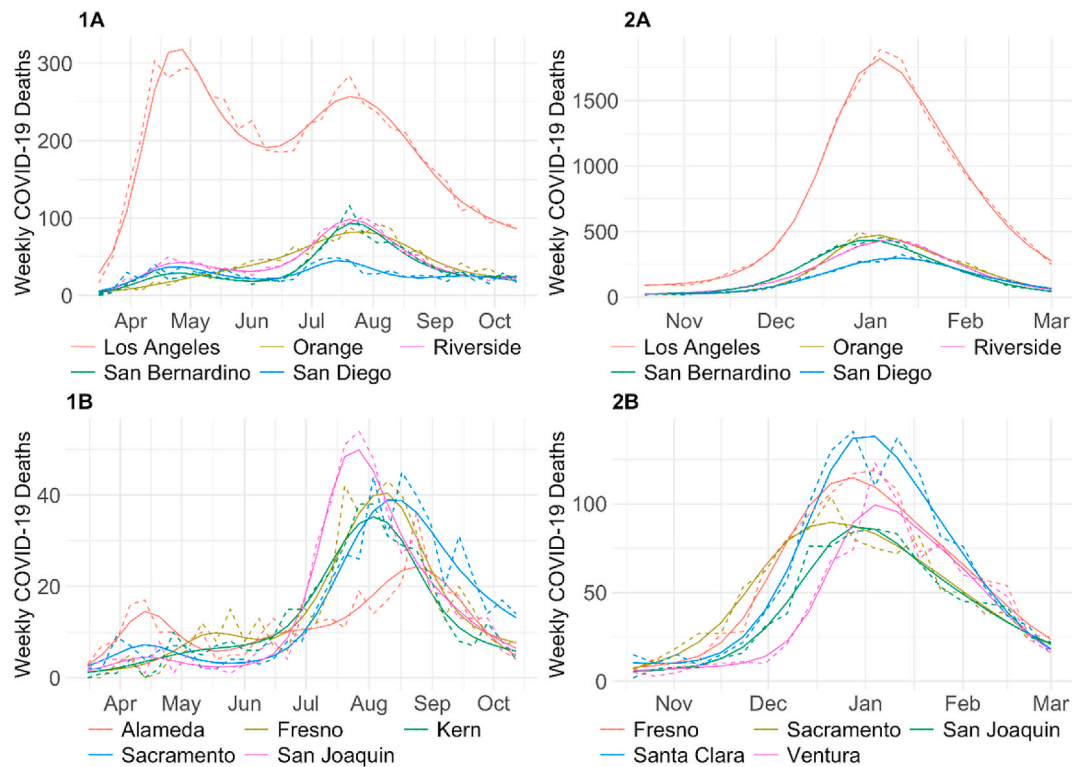 1A
Weekly COVID-19 Deaths
300
200
100
0
Apr May Jun Jul Aug Sep Oct
Los Angeles Orange Riverside
San Bernardino San Diego
2A
Weekly COVID-19 Deaths
1500
1000
500
0
Nov Dec Jan Feb Mar
Los Angeles Orange Riverside
San Bernardino San Diego
1B
Weekly COVID-19 Deaths
40
20
0
Apr May Jun Jul Aug Sep Oct
Alameda Fresno Kern
Sacramento San Joaquin
2B
Weekly COVID-19 Deaths
100
50
0
Nov Dec Jan Feb Mar
Fresno Sacramento San Joaquin
Santa Clara Ventura